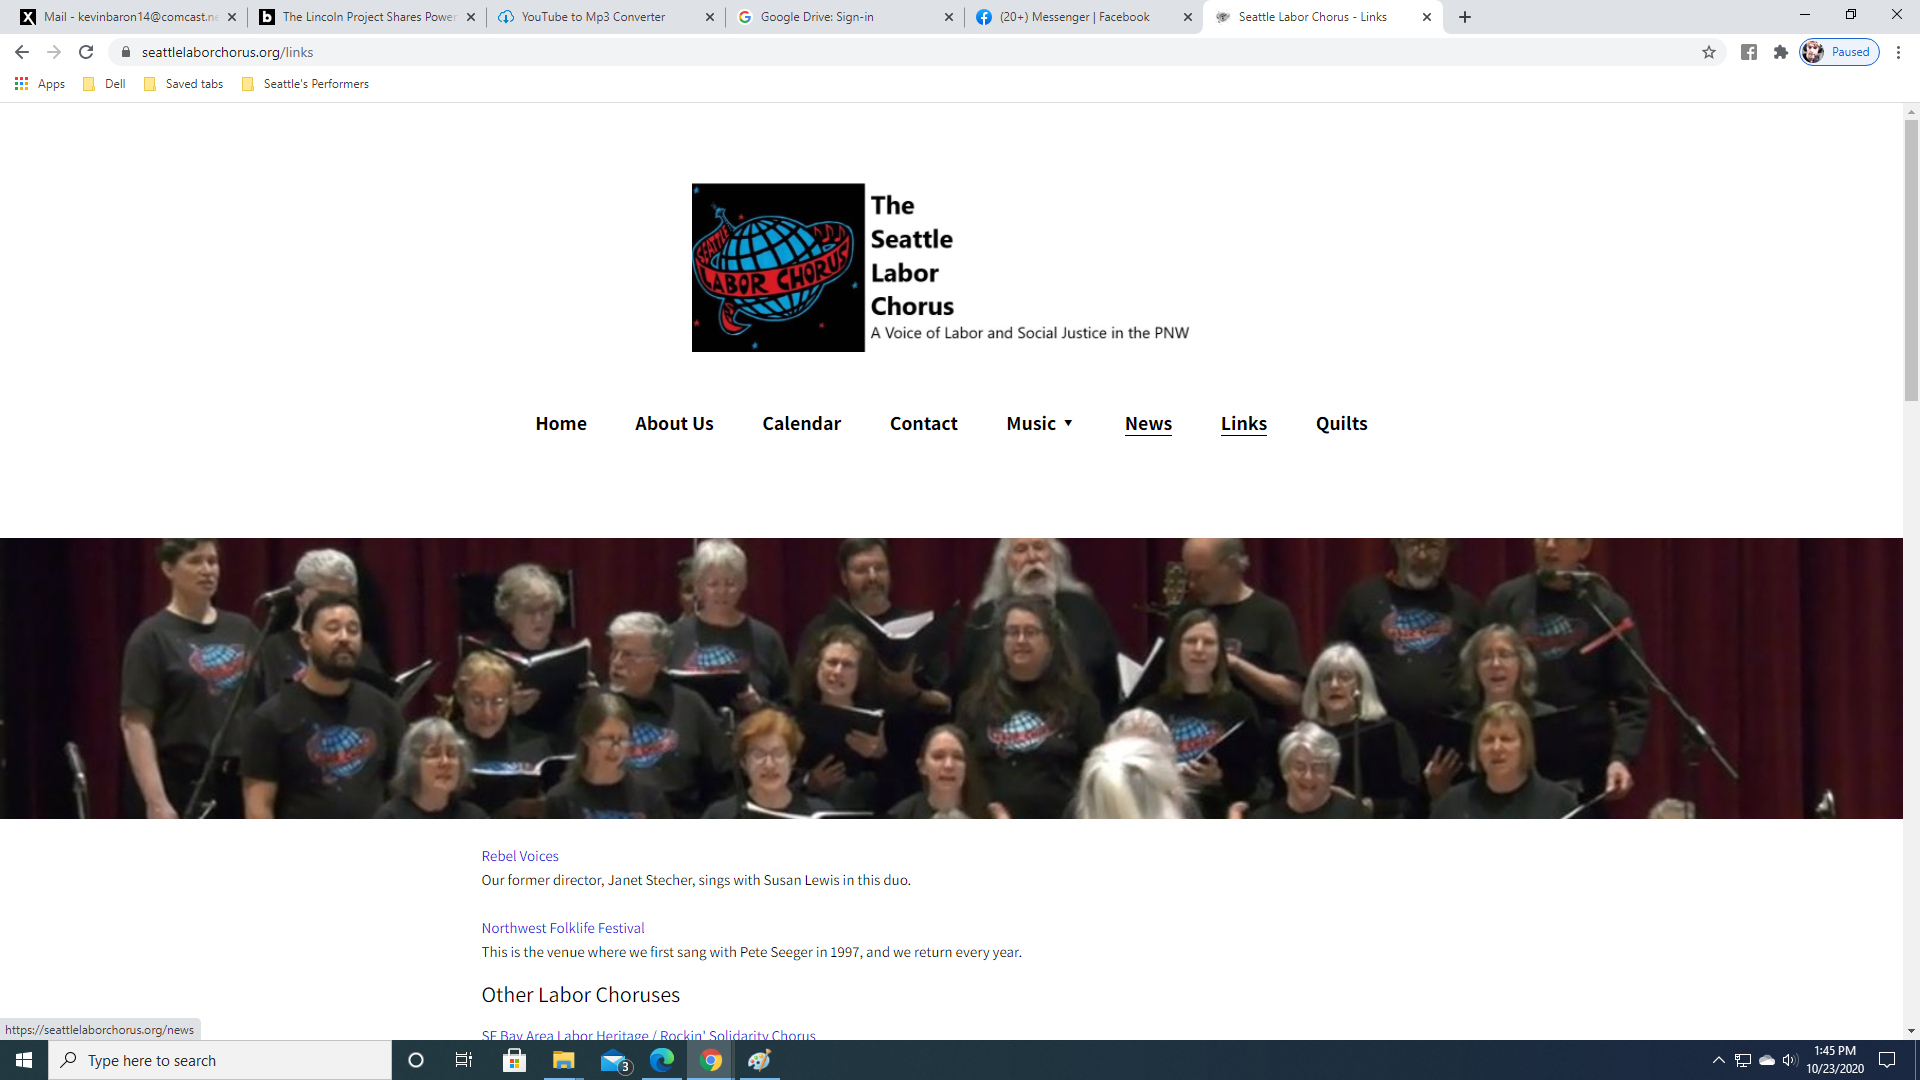 Mail - kevinbaron14@comcast.ne
The Lincoln Project Shares Power
YouTube to Mp3 Converter
Google Drive: Sign-in
(20+) Messenger | Facebook
Seattle Labor Chorus - Links
seattlelaborchorus.org/links
Paused
Apps
Dell
Saved tabs
Seattle's Performers
SEATTLE
LABOR CHORUS
The
Seattle
Labor
Chorus
A Voice of Labor and Social Justice in the PNW
Home About Us Calendar Contact Music News Links Quilts
Rebel Voices
Our former director, Janet Stecher, sings with Susan Lewis in this duo.
Northwest Folklife Festival
This is the venue where we first sang with Pete Seeger in 1997, and we return every year.
Other Labor Choruses
SF Bay Area Labor Heritage / Rockin' Solidarity Chorus
https://seattlelaborchorus.org/news
Type here to search
3
1:45 PM
10/23/2020